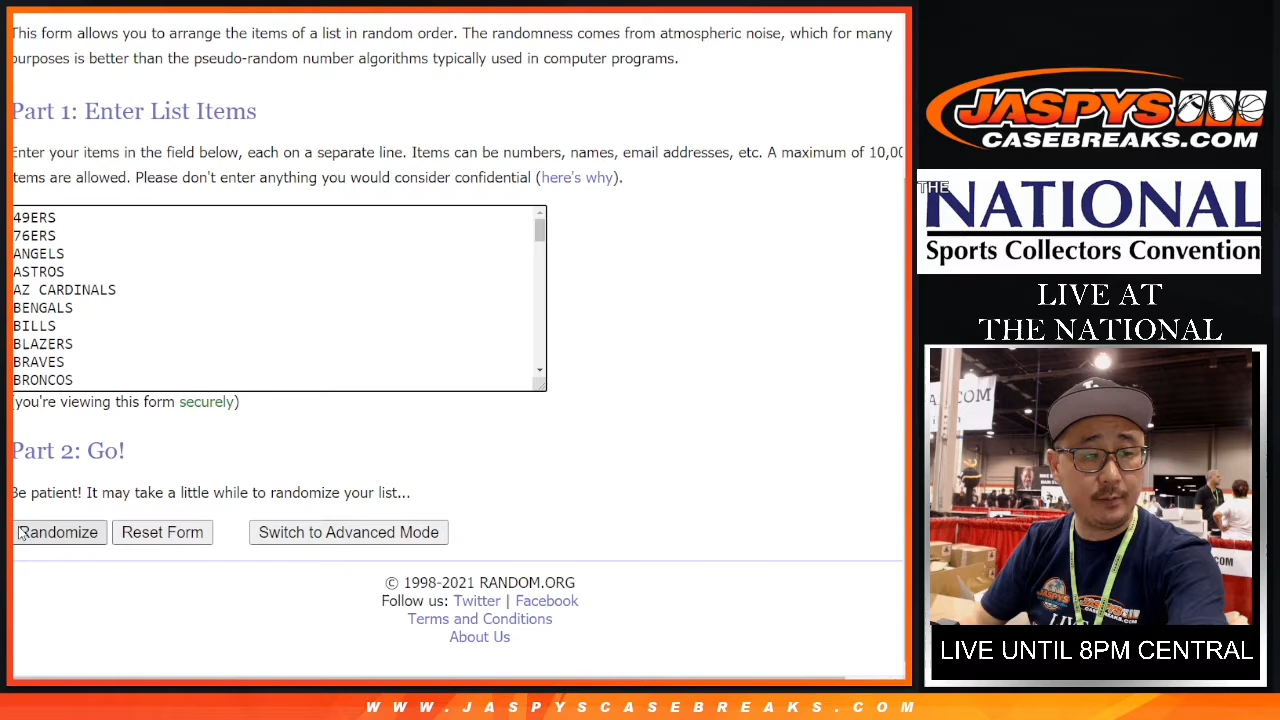 This form allows you to arrange the items of a list in random order. The randomness comes from atmospheric noise, which for many
purposes is better than the pseudo-random number algorithms typically used in computer programs.
Part 1: Enter List Items
Enter your items in the field below, each on a separate line. Items can be numbers, names, email addresses, etc. A maximum of 10,00
items are allowed. Please don't enter anything you would consider confidential (here's why).
49ERS
76ERS
ANGELS
ASTROS
AZ CARDINALS
BENGALS
BILLS
BLAZERS
BRAVES
BRONCOS
(you're viewing this form securely)
Part 2: Go!
Be patient! It may take a little while to randomize your list...
Randomize
Reset Form
Switch to Advanced Mode
© 1998-2021 RANDOM.ORG
Follow us: Twitter | Facebook
Terms and Conditions
About Us
JASPYS
CASEBREAKS.COM
THE
NATIONAL
Sports Collectors Convention
LIVE AT
THE NATIONAL
.COM
JASPYS
LIVE
.COM
LIVE UNTIL 8PM CENTRAL
WWW.JASPYSCASEBREAKS.COM